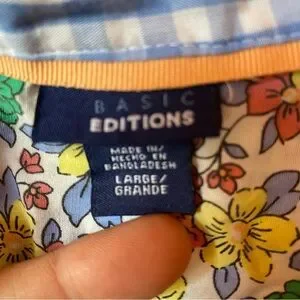 BASIC
EDITIONS
MADE IN/
HECHO EN
BANGLADESH
LARGE/
GRANDE